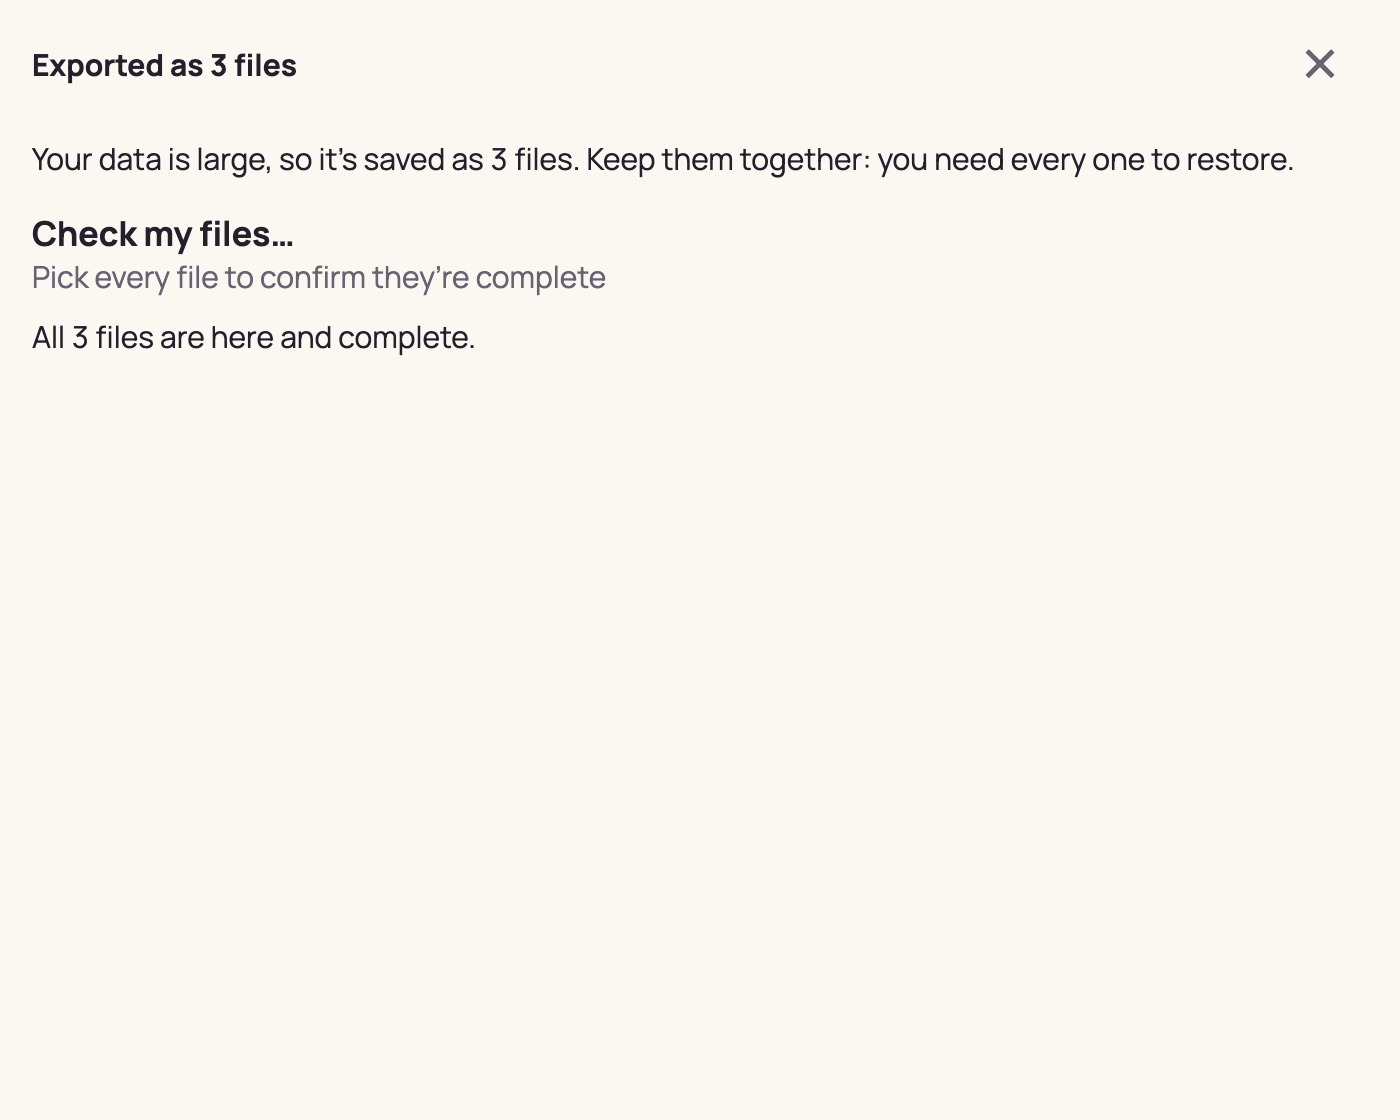 Exported as 3 files
Your data is large, so it’s saved as 3 files. Keep them together: you need every one to restore.
Check my files…
Pick every file to confirm they’re complete
All 3 files are here and complete.